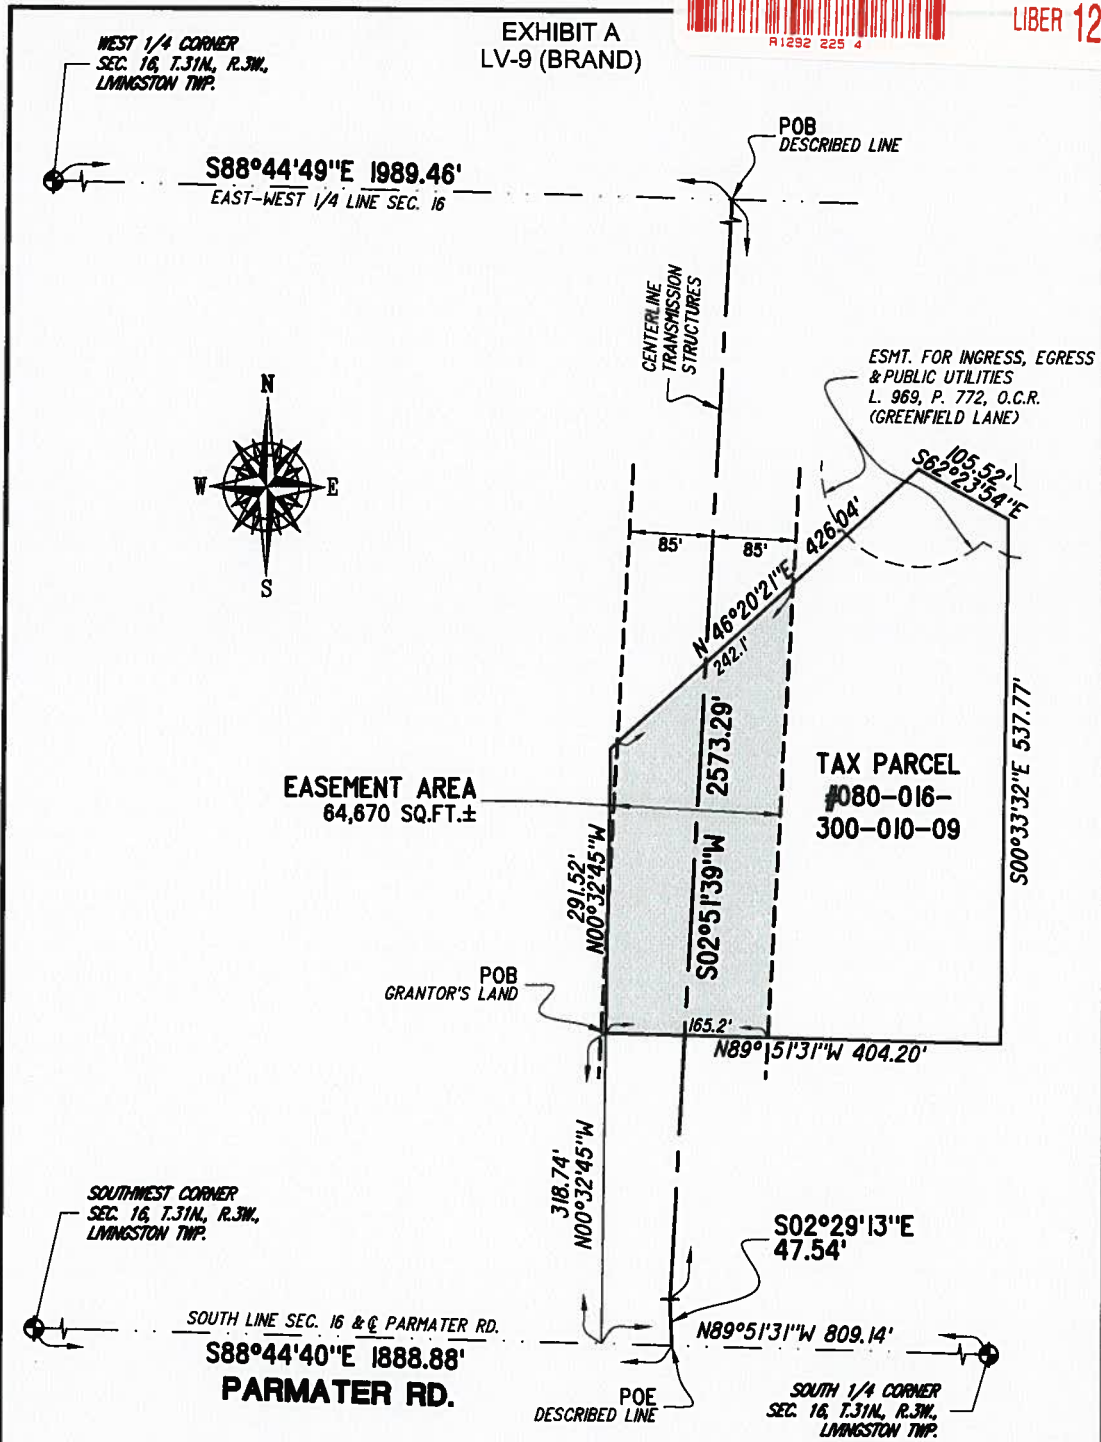 EXHIBIT A
LV-9 (BRAND)
R1292 225 4
LIBER 12
WEST 1/4 CORNER
SEC. 16, T.31N., R.3W.,
LIVINGSTON TWP.
POB
DESCRIBED LINE
S88°44'49"E 1989.46'
EAST-WEST 1/4 LINE SEC. 16
CENTERLINE
TRANSMISSION
STRUCTURES
ESMT. FOR INGRESS, EGRESS
& PUBLIC UTILITIES
L. 969, P. 772, O.C.R.
(GREENFIELD LANE)
N
W
E
S
105.52'
S62°23'54"E
85'
85'
N 46°20'21"E 426.04'
242.1'
2573.29'
S02°51'39"W
EASEMENT AREA
64,670 SQ.FT.±
TAX PARCEL
#080-016-
300-010-09
S00°33'32"E 537.77'
291.52'
N00°32'45"W
POB
GRANTOR'S LAND
165.2'
N89°51'31"W 404.20'
318.74'
N00°32'45"W
SOUTHWEST CORNER
SEC. 16, T.31N., R.3W.,
LIVINGSTON TWP.
S02°29'13"E
47.54'
SOUTH LINE SEC. 16 & ℄ PARMATER RD.
S88°44'40"E 1888.88'
PARMATER RD.
N89°51'31"W 809.14'
POE
DESCRIBED LINE
SOUTH 1/4 CORNER
SEC. 16, T.31N., R.3W.,
LIVINGSTON TWP.